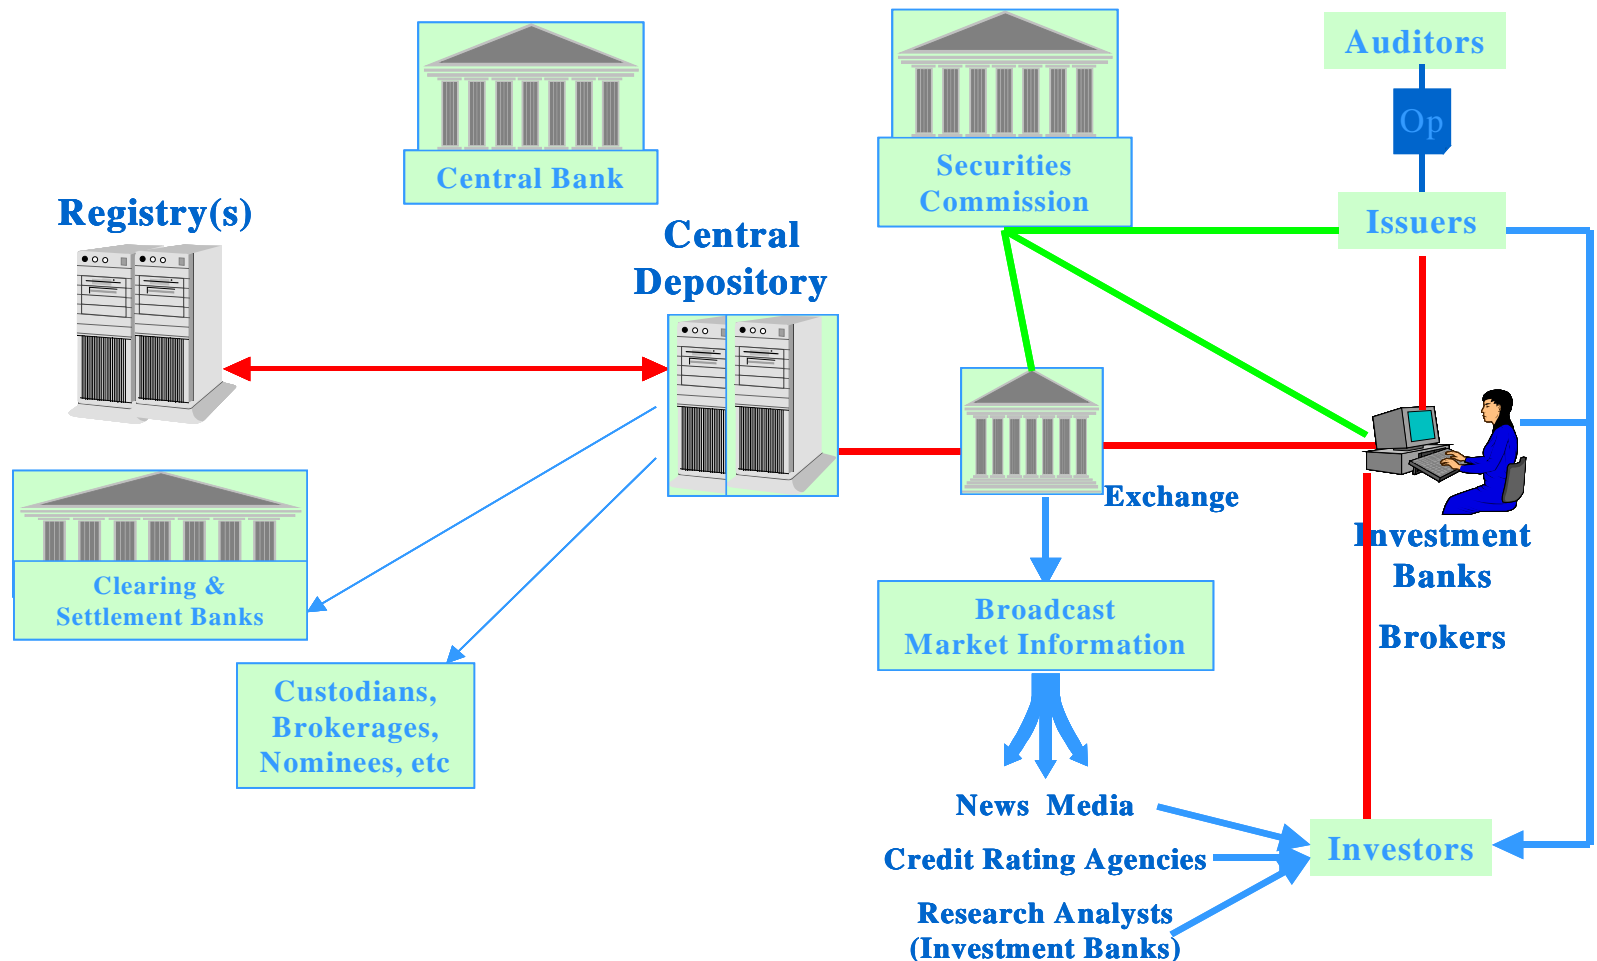 Auditors
Op
Central Bank
Securities
Commission
Registry(s)
Issuers
Central
Depository
Exchange
Investment
Banks
Brokers
Clearing &
Settlement Banks
Broadcast
Market Information
Custodians,
Brokerages,
Nominees, etc
News Media
Credit Rating Agencies
Investors
Research Analysts
(Investment Banks)